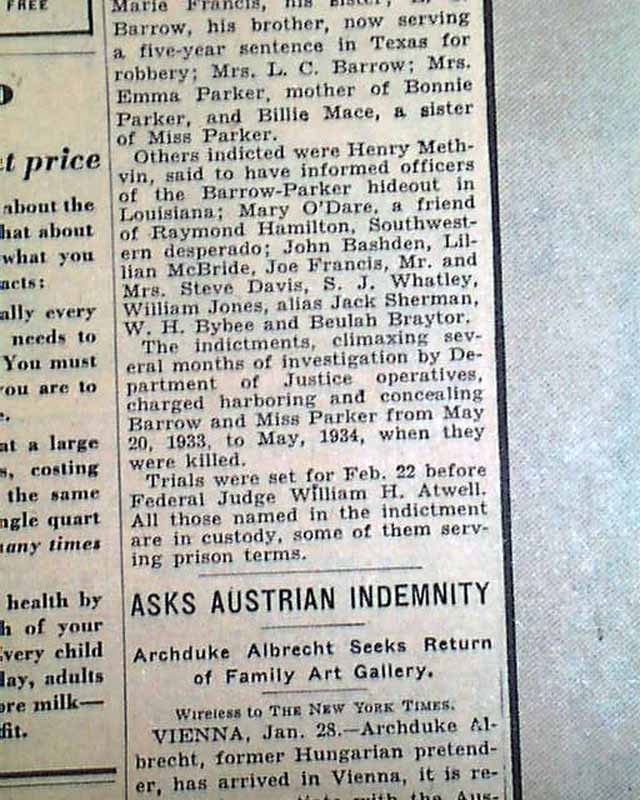 FREE
t price
about the
hat about
what you
acts:
ally every
needs to
You must
ou are to
e.
at a large
s, costing
the same
ngle quart
many times
health by
h of your
Every child
lay, adults
ore milk—
fit.
Marie Francis, his sister;
Barrow, his brother, now serving
a five-year sentence in Texas for
robbery; Mrs. L. C. Barrow; Mrs.
Emma Parker, mother of Bonnie
Parker, and Billie Mace, a sister
of Miss Parker.
Others indicted were Henry Meth-
vin, said to have informed officers
of the Barrow-Parker hideout in
Louisiana; Mary O'Dare, a friend
of Raymond Hamilton, Southwest-
ern desperado; John Bashden, Lil-
lian McBride, Joe Francis, Mr. and
Mrs. Steve Davis, S. J. Whatley,
William Jones, alias Jack Sherman,
W. H. Bybee and Beulah Braytor.
The indictments, climaxing sev-
eral months of investigation by De-
partment of Justice operatives,
charged harboring and concealing
Barrow and Miss Parker from May
20, 1933, to May, 1934, when they
were killed.
Trials were set for Feb. 22 before
Federal Judge William H. Atwell.
All those named in the indictment
are in custody, some of them serv-
ing prison terms.
ASKS AUSTRIAN INDEMNITY
Archduke Albrecht Seeks Return
of Family Art Gallery.
Wireless to THE NEW YORK TIMES.
VIENNA, Jan. 28.—Archduke Al-
brecht, former Hungarian pretend-
er, has arrived in Vienna, it is re-
with the Aus-